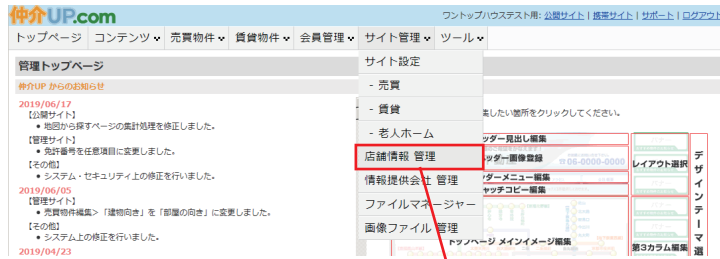 仲介UP.com
ワントップハウステスト用: 公開サイト | 携帯サイト | サポート | ログアウト
トップページ コンテンツ 売買物件 賃貸物件 会員管理 サイト管理 ツール
管理トップページ
仲介UP からのお知らせ
2019/06/17
【公開サイト】
• 地図から探すページの集計処理を修正しました。
【管理サイト】
• 免許番号を任意項目に変更しました。
【その他】
• システム・セキュリティ上の修正を行いました。
2019/06/05
【管理サイト】
• 売買物件編集＞「建物向き」を「部屋の向き」に変更しました。
【その他】
• システム上の修正を行いました。
2019/04/23
サイト設定
- 売買
- 賃貸
- 老人ホーム
店舗情報 管理
情報提供会社 管理
ファイルマネージャー
画像ファイル 管理
集したい箇所をクリックしてください。
ッダー見出し編集
ッダー画像登録
06-0000-0000
ダーメニュー編集
ャッチコピー編集
トップページ メインイメージ編集
レイアウト選択
第3カラム編集
デザインテーマ選